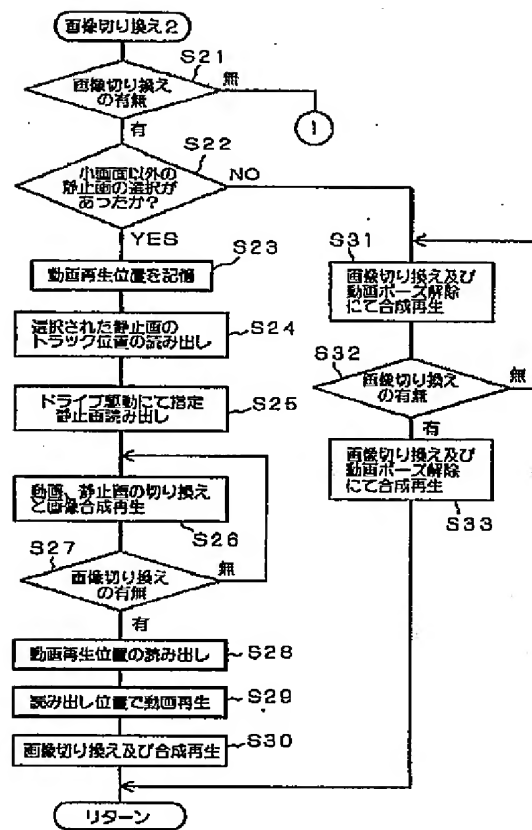 画像切り換え2
S21
画像切り換え
の有無
無
1
有
S22
小画面以外の
静止画の選択が
あったか?
NO
YES
S23
動画再生位置を記憶
S24
選択された静止画の
トラック位置の読み出し
S25
ドライブ駆動にて指定
静止画読み出し
動画、静止画の切り換え
と画像合成再生
S26
S27
画像切り換え
の有無
無
有
動画再生位置の読み出し
S28
読み出し位置で動画再生
S29
画像切り換え及び合成再生
S30
リターン
S31
画像切り換え及び
動画ポーズ解除
にて合成再生
S32
画像切り換え
の有無
無
有
画像切り換え及び
動画ポーズ解除
にて合成再生
S33